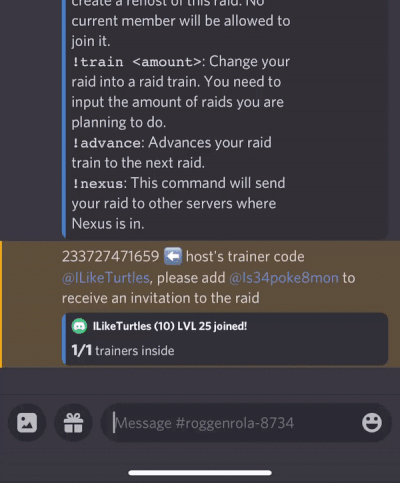 create a rehost of this raid. No
current member will be allowed to
join it.
!train <amount>: Change your
raid into a raid train. You need to
input the amount of raids you are
planning to do.
!advance: Advances your raid
train to the next raid.
!nexus: This command will send
your raid to other servers where
Nexus is in.
233727471659 ⬅️ host's trainer code
@ILikeTurtles, please add @Is34poke8mon to
receive an invitation to the raid
ILikeTurtles (10) LVL 25 joined!
1/1 trainers inside
Message #roggenrola-8734